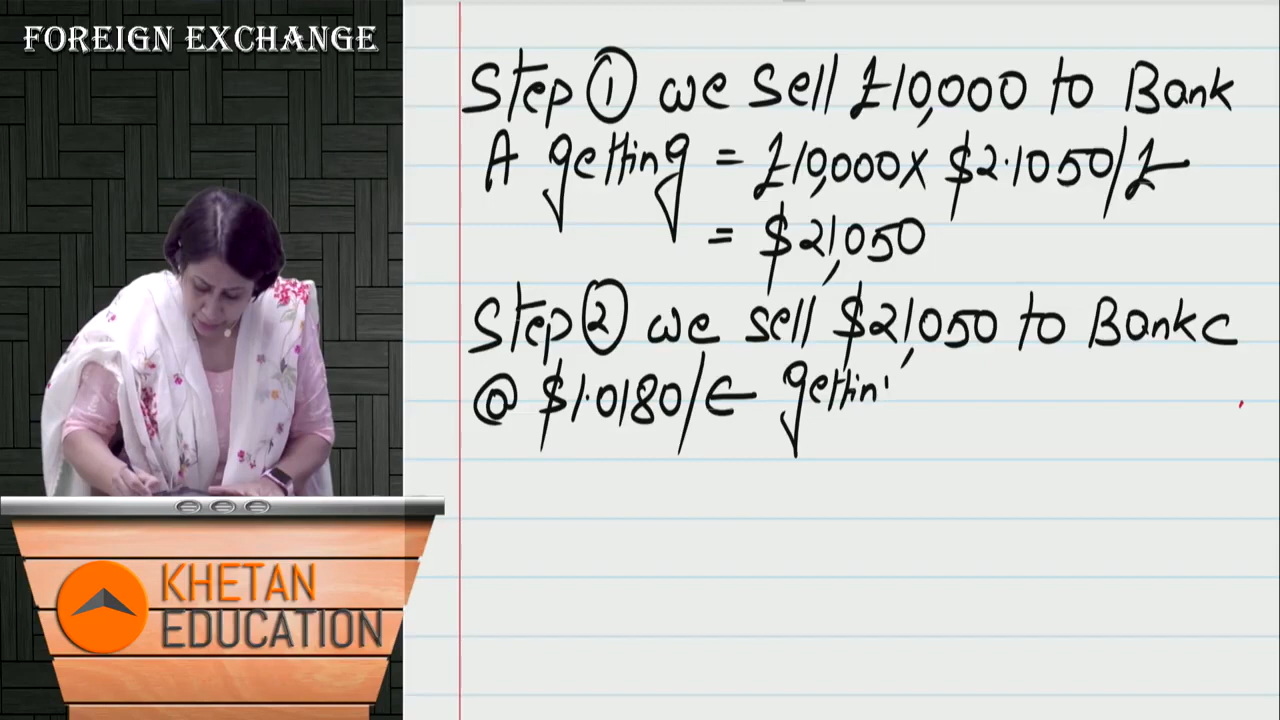 FOREIGN EXCHANGE
Step ① we sell £10,000 to Bank
A getting = £10,000 X $2.1050/£
= $21,050
Step ② we sell $21,050 to Bank C
@ $1.0180/€ gettin
KHETAN
EDUCATION